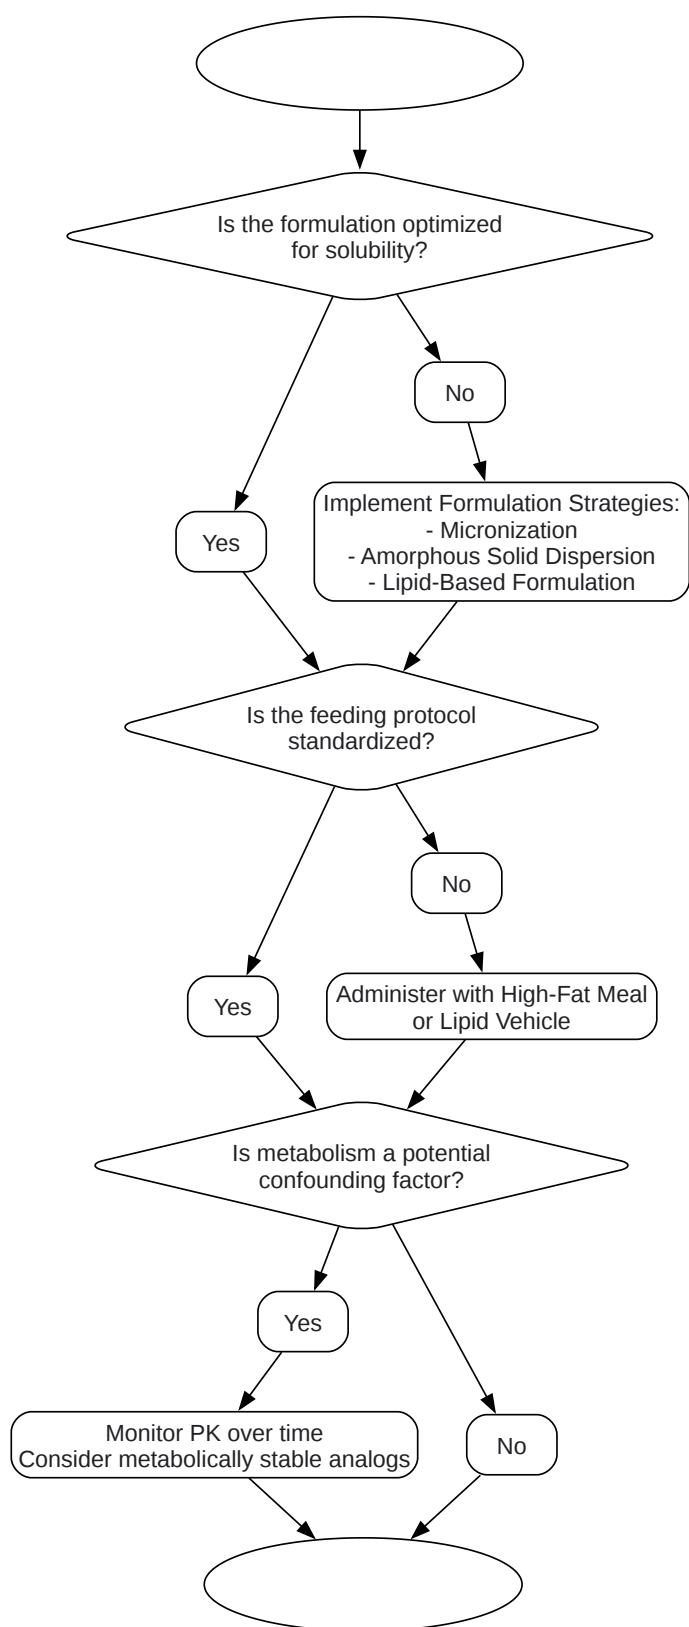 Is the formulation optimized
for solubility?
No
Implement Formulation Strategies:
- Micronization
- Amorphous Solid Dispersion
- Lipid-Based Formulation
Yes
Is the feeding protocol
standardized?
No
Yes
Administer with High-Fat Meal
or Lipid Vehicle
Is metabolism a potential
confounding factor?
Yes
Monitor PK over time
Consider metabolically stable analogs
No